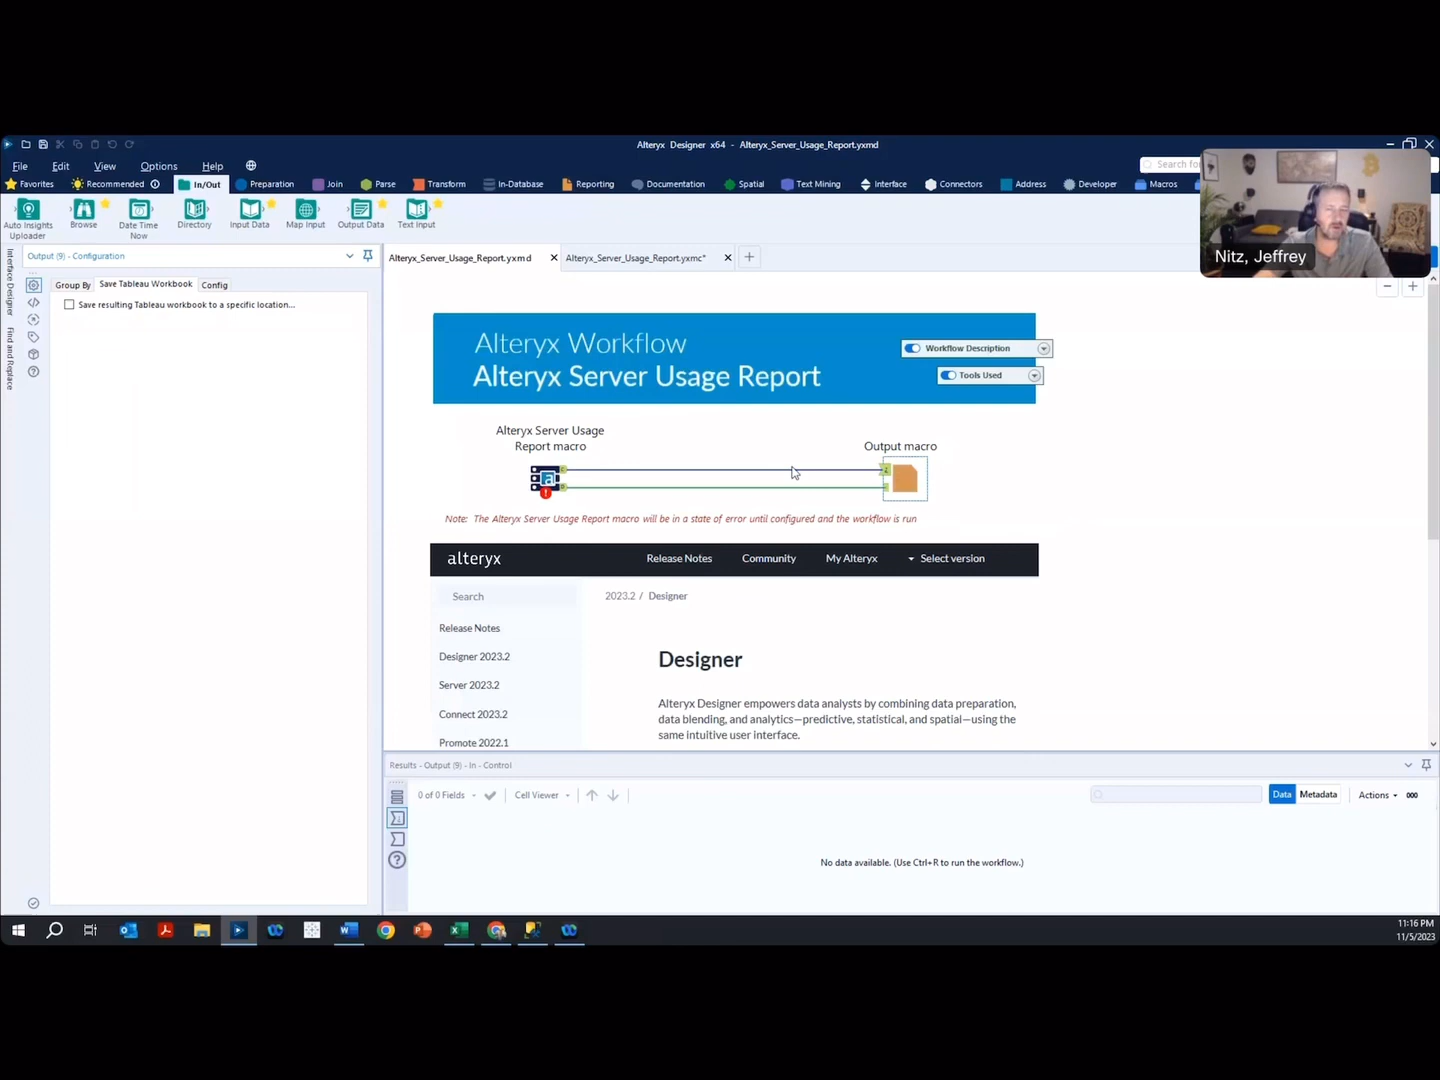 Alteryx Designer x64 - Alteryx_Server_Usage_Report.yxmd
File Edit View Options Help
Search for
Favorites Recommended In/Out Preparation Join Parse Transform In-Database Reporting Documentation Spatial Text Mining Interface Connectors Address Developer Macros
Auto Insights Uploader
Browse
Date Time Now
Directory
Input Data
Map Input
Output Data
Text Input
Nitz, Jeffrey
Interface Designer
Find and Replace
Output (9) - Configuration
Group By Save Tableau Workbook Config
Save resulting Tableau workbook to a specific location...
Alteryx_Server_Usage_Report.yxmd
Alteryx_Server_Usage_Report.yxmc*
Alteryx Workflow
Alteryx Server Usage Report
Workflow Description
Tools Used
Alteryx Server Usage
Report macro
Output macro
Note: The Alteryx Server Usage Report macro will be in a state of error until configured and the workflow is run
alteryx
Release Notes Community My Alteryx Select version
Search
2023.2 / Designer
Release Notes
Designer 2023.2
Server 2023.2
Connect 2023.2
Promote 2022.1
Designer
Alteryx Designer empowers data analysts by combining data preparation,
data blending, and analytics—predictive, statistical, and spatial—using the
same intuitive user interface.
Results - Output (9) - In - Control
0 of 0 Fields Cell Viewer Data Metadata Actions 000
No data available. (Use Ctrl+R to run the workflow.)
11:16 PM
11/5/2023